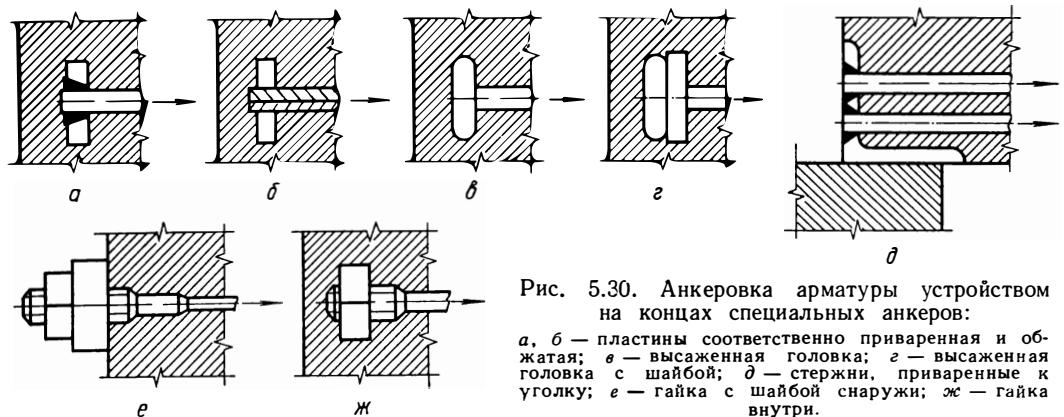 а
б
в
г
д
е
ж
Рис. 5.30. Анкеровка арматуры устройством
на концах специальных анкеров:
а, б — пластины соответственно приваренная и об-
жатая; в — высаженная головка; г — высаженная
головка с шайбой; д — стержни, приваренные к
уголку; е — гайка с шайбой снаружи; ж — гайка
внутри.